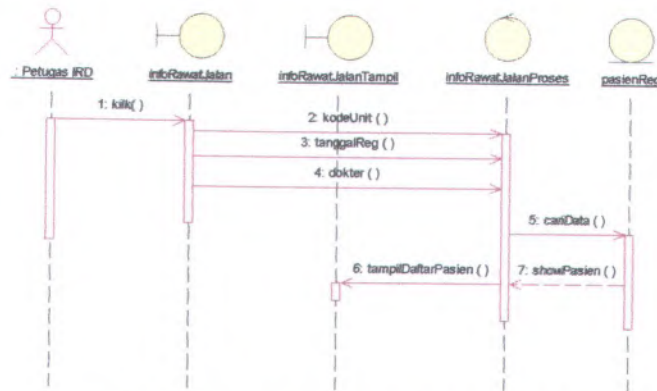 : Petugas IRD
infoRawatJalan
infoRawatJalanTampil
infoRawatJalanProses
pasienReg
1: klik( )
2: kodeUnit ( )
3: tanggalReg ( )
4: dokter ( )
5: cariData ( )
6: tampilDaftarPasien ( )
7: showPasien ( )